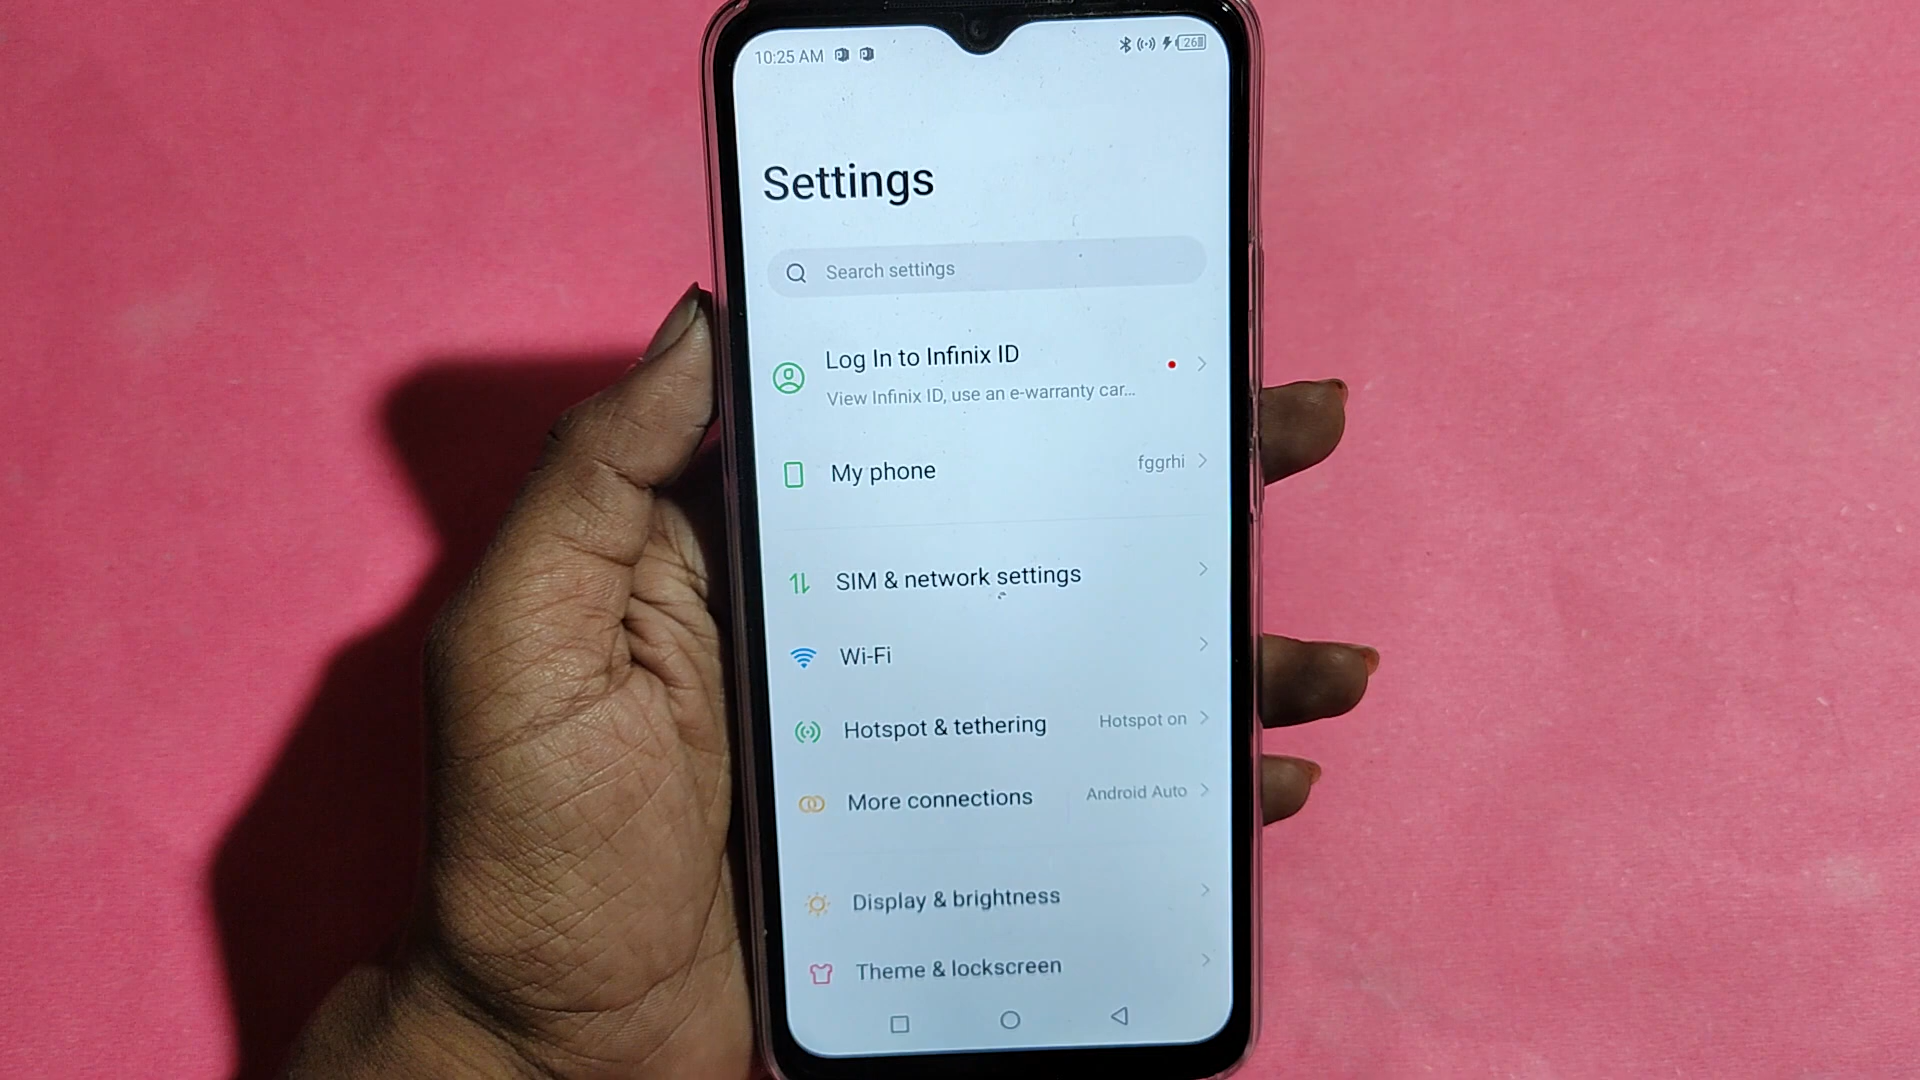 10:25 AM 26
Settings
Search settings
Log In to Infinix ID
View Infinix ID, use an e-warranty car...
My phone fggrhi
SIM & network settings
Wi-Fi
Hotspot & tethering Hotspot on
More connections Android Auto
Display & brightness
Theme & lockscreen